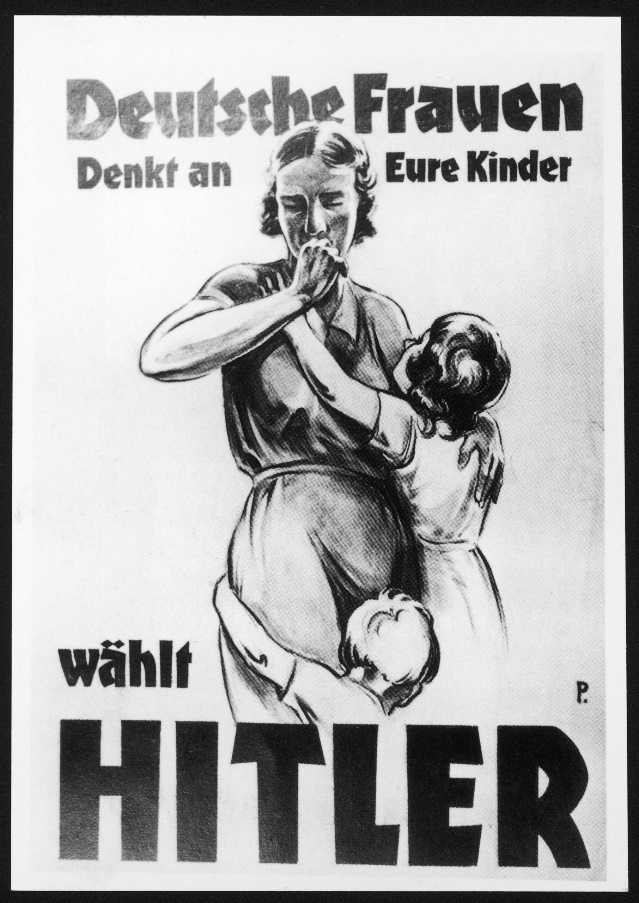 Deutsche Frauen
Denkt an Eure Kinder
wählt
P.
HITLER